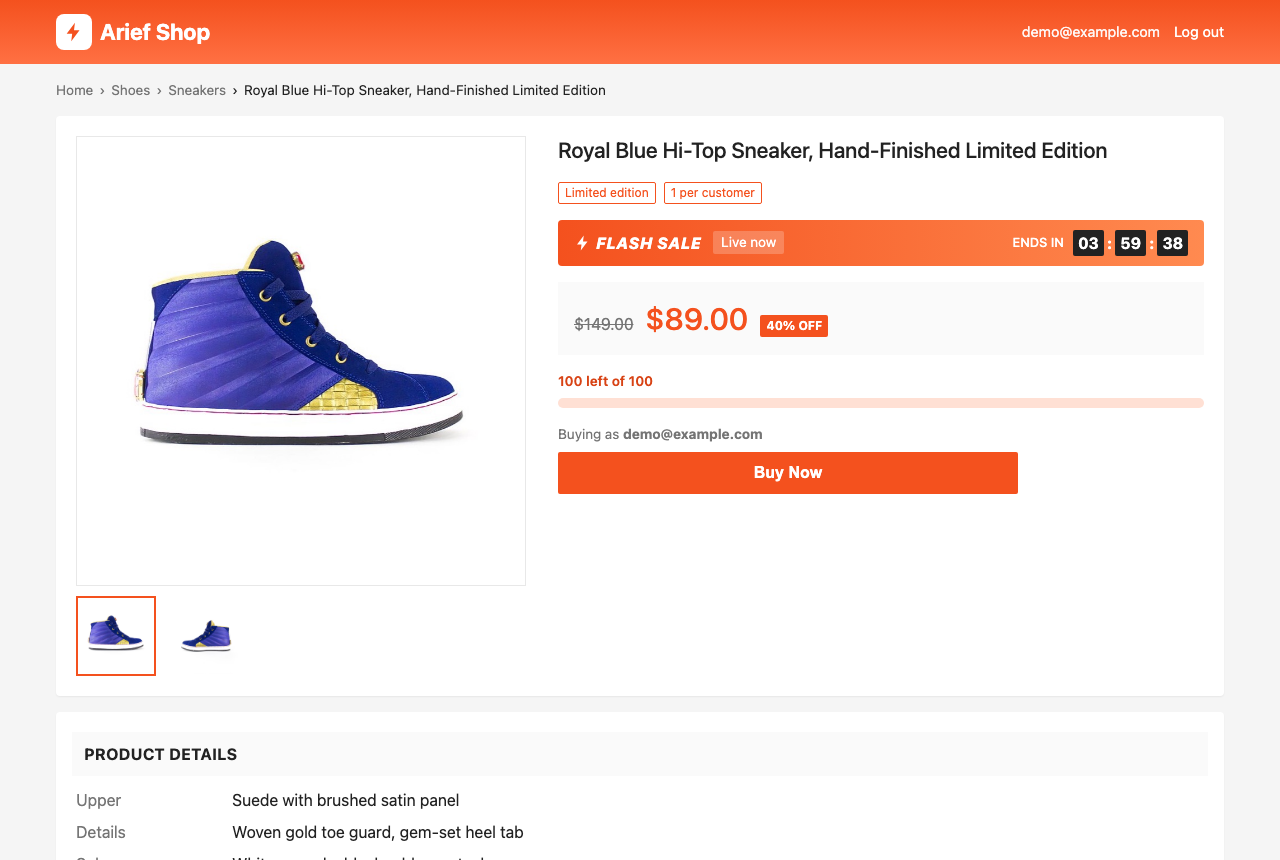 Arief Shop
demo@example.com Log out
Home › Shoes › Sneakers › Royal Blue Hi-Top Sneaker, Hand-Finished Limited Edition
Royal Blue Hi-Top Sneaker, Hand-Finished Limited Edition
Limited edition 1 per customer
FLASH SALE Live now ENDS IN 03 : 59 : 38
$149.00 $89.00 40% OFF
100 left of 100
Buying as demo@example.com
Buy Now
PRODUCT DETAILS
Upper Suede with brushed satin panel
Details Woven gold toe guard, gem-set heel tab